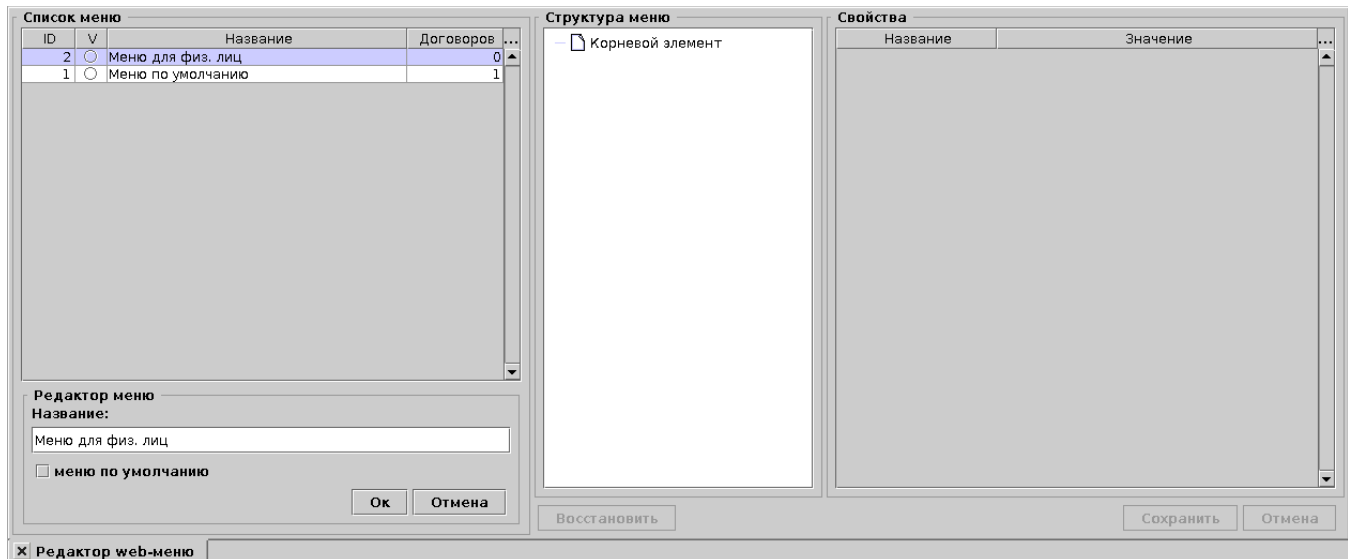 Список меню
ID V Название Договоров ...
2 Меню для физ. лиц 0
1 Меню по умолчанию 1
Редактор меню
Название:
Меню для физ. лиц
меню по умолчанию
Ок Отмена
Структура меню
Корневой элемент
Восстановить
Свойства
Название Значение ...
Сохранить Отмена
Редактор web-меню